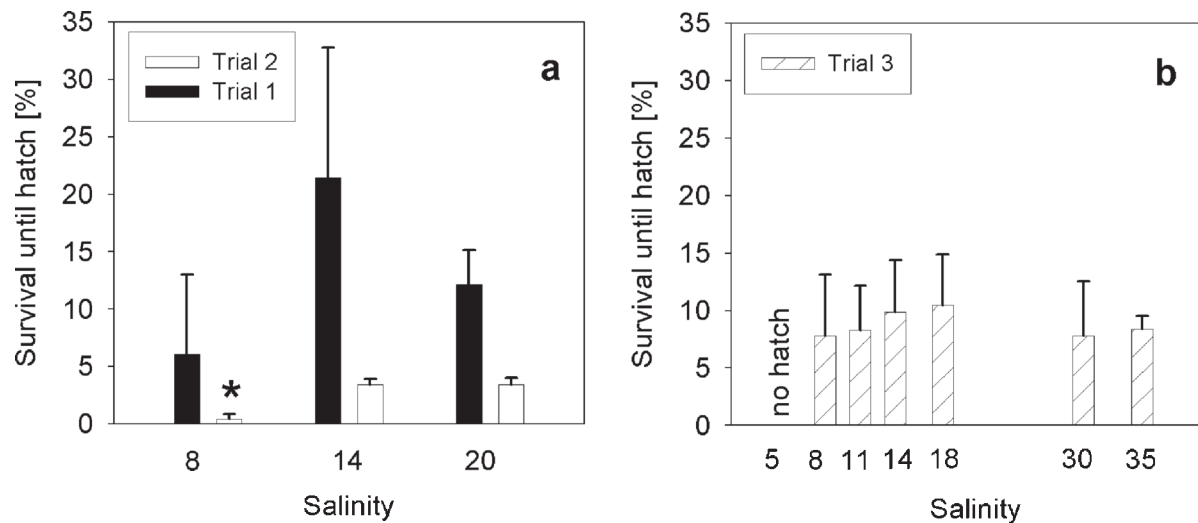 Survival until hatch [%]
35
30
25
20
15
10
5
0
Trial 2
Trial 1
a
*
8 14 20
Salinity
Survival until hatch [%]
35
30
25
20
15
10
5
0
Trial 3
b
no hatch
5 8 11 14 18 30 35
Salinity